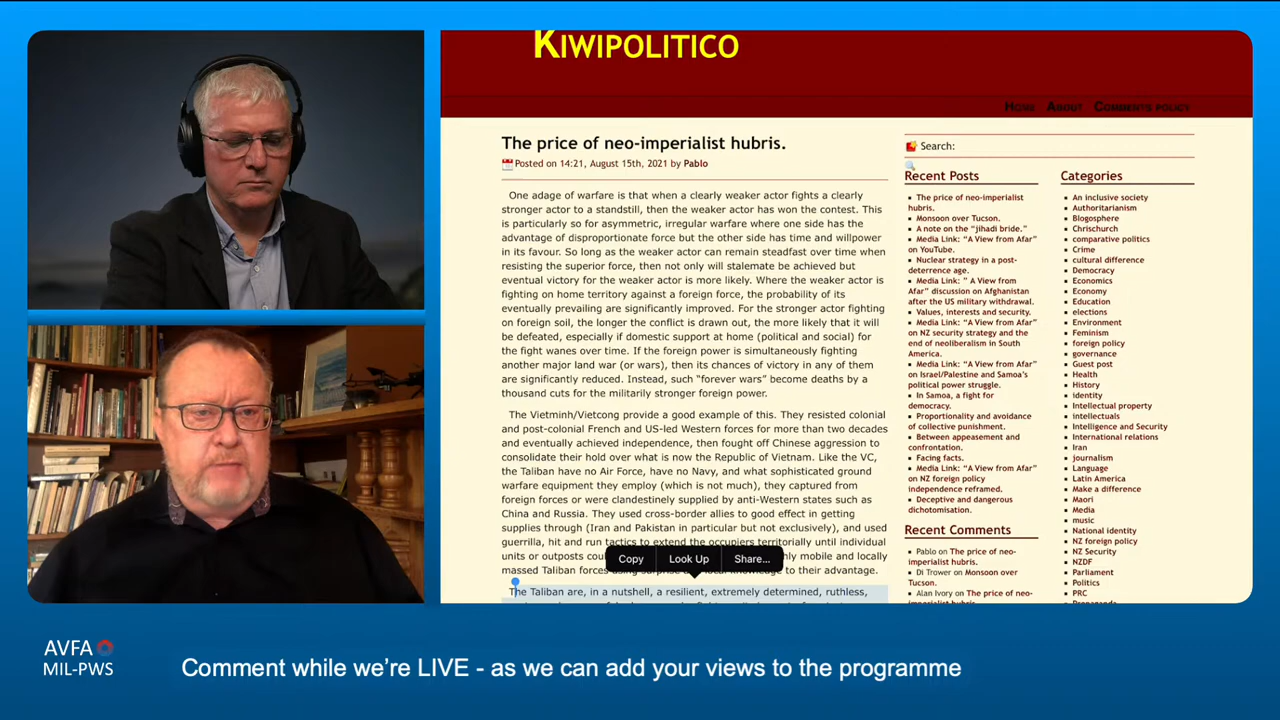 KIWIPOLITICO
HOME ABOUT COMMENTS POLICY
The price of neo-imperialist hubris.
Posted on 14:21, August 15th, 2021 by Pablo
One adage of warfare is that when a clearly weaker actor fights a clearly
stronger actor to a standstill, then the weaker actor has won the contest. This
is particularly so for asymmetric, irregular warfare where one side has the
advantage of disproportionate force but the other side has time and willpower
in its favour. So long as the weaker actor can remain steadfast over time when
resisting the superior force, then not only will stalemate be achieved but
eventual victory for the weaker actor is more likely. Where the weaker actor is
fighting on home territory against a foreign force, the probability of its
eventually prevailing are significantly improved. For the stronger actor fighting
on foreign soil, the longer the conflict is drawn out, the more likely that it will
be defeated, especially if domestic support at home (political and social) for
the fight wanes over time. If the foreign power is simultaneously fighting
another major land war (or wars), then its chances of victory in any of them
are significantly reduced. Instead, such “forever wars” become deaths by a
thousand cuts for the militarily stronger foreign power.
The Vietminh/Vietcong provide a good example of this. They resisted colonial
and post-colonial French and US-led Western forces for more than two decades
and eventually achieved independence, then fought off Chinese aggression to
consolidate their hold over what is now the Republic of Vietnam. Like the VC,
the Taliban have no Air Force, have no Navy, and what sophisticated ground
warfare equipment they employ (which is not much), they captured from
foreign forces or were clandestinely supplied by anti-Western states such as
China and Russia. They used cross-border allies to good effect in getting
supplies through (Iran and Pakistan in particular but not exclusively), and used
guerrilla, hit and run tactics to extend the occupiers territorially until individual
units or outposts mobile and locally
massed Taliban forces using surprise to their advantage.
Copy Look Up Share...
The Taliban are, in a nutshell, a resilient, extremely determined, ruthless,
Search:
Recent Posts
The price of neo-imperialist
hubris.
Monsoon over Tucson.
A note on the “jihadi bride.”
Media Link: “A View from Afar”
on YouTube.
Nuclear strategy in a post-
deterrence age.
Media Link: ” A View from
Afar” discussion on Afghanistan
after the US military withdrawal.
Values, interests and security.
Media Link: “A View from Afar”
on NZ security strategy and the
end of neoliberalism in South
America.
Media Link: “A View from Afar”
on Israel/Palestine and Samoa’s
political power struggle.
In Samoa, a fight for
democracy.
Proportionality and avoidance
of collective punishment.
Between appeasement and
confrontation.
Facing facts.
Media Link: “A View from Afar”
on NZ foreign policy
independence reframed.
Deceptive and dangerous
dichotomisation.
Recent Comments
Pablo on The price of neo-
imperialist hubris.
Di Trower on Monsoon over
Tucson.
Alan Ivory on The price of neo-
imperialist hubris.
Categories
An inclusive society
Authoritarianism
Blogosphere
Chrischurch
comparative politics
Crime
cultural difference
Democracy
Economics
Economy
Education
elections
Environment
Feminism
foreign policy
governance
Guest post
Health
History
identity
Intellectual property
intellectuals
Intelligence and Security
International relations
Iran
journalism
Language
Latin America
Make a difference
Maori
Media
music
National identity
NZ foreign policy
NZ Security
NZDF
Parliament
Politics
PRC
Propaganda
AVFA
MIL-PWS
Comment while we’re LIVE - as we can add your views to the programme